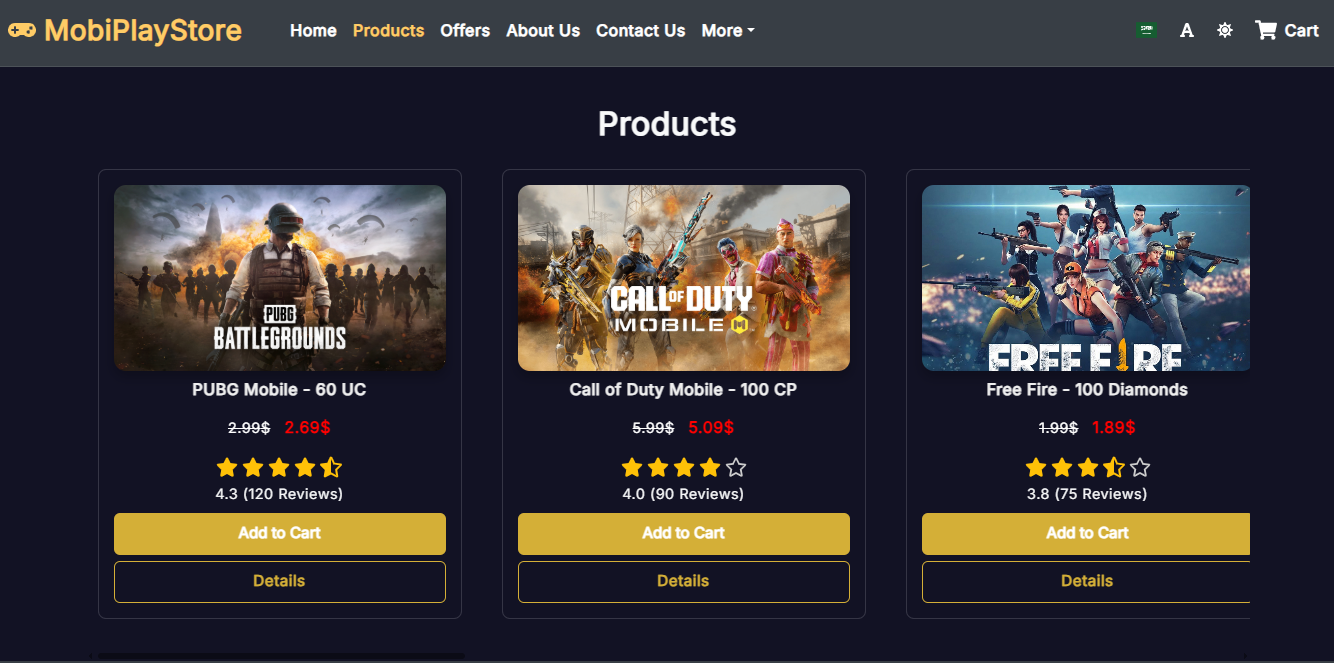 MobiPlayStore Home Products Offers About Us Contact Us More A Cart
Products
PUBG
BATTLEGROUNDS
CALL OF DUTY
MOBILE
FREE FIRE
PUBG Mobile - 60 UC
Call of Duty Mobile - 100 CP
Free Fire - 100 Diamonds
2.99$ 2.69$
5.99$ 5.09$
1.99$ 1.89$
4.3 (120 Reviews)
4.0 (90 Reviews)
3.8 (75 Reviews)
Add to Cart
Add to Cart
Add to Cart
Details
Details
Details